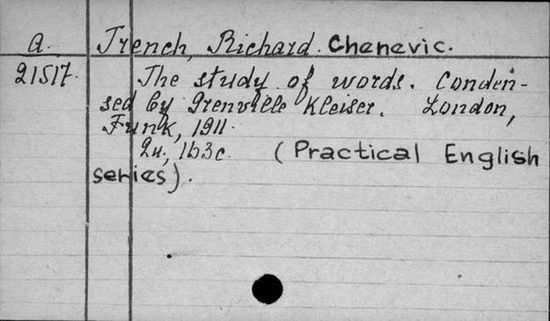 A. Trench, Richard Chenevic.
21517. The study of words. Conden-
sed by Grenville Kleiser. London,
Funk, 1911.
2u., 163c. (Practical English
series).